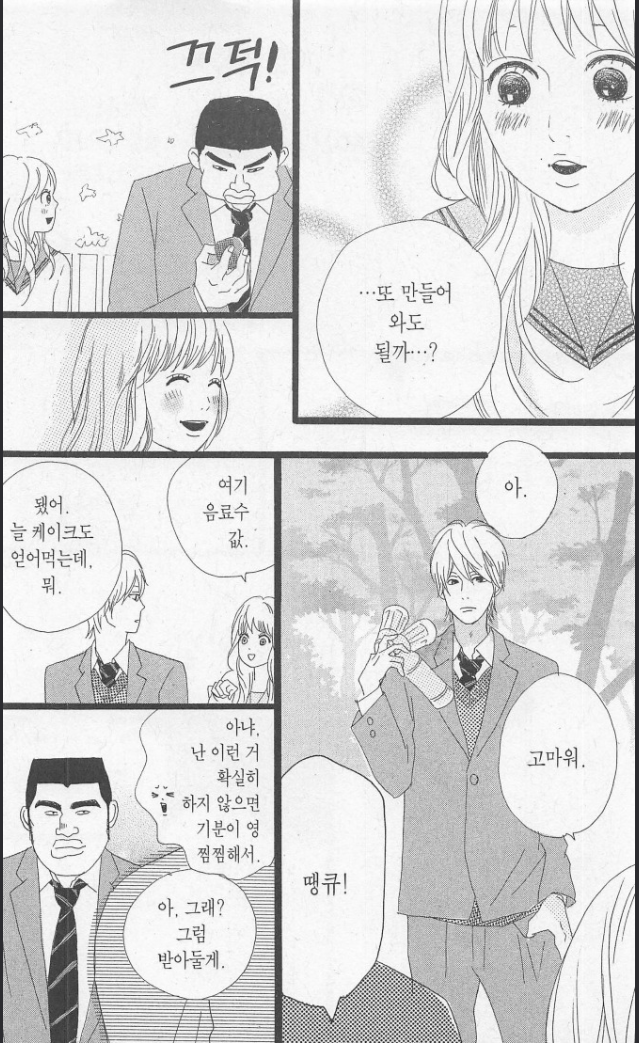 …또 만들어
와도
될까…?
끄덕!
아.
고마워.
땡큐!
여기
음료수
값.
됐어.
늘 케이크도
얻어먹는데,
뭐.
아냐,
난 이런 거
확실히
하지 않으면
기분이 영
찜찜해서.
아, 그래?
그럼
받아둘게.